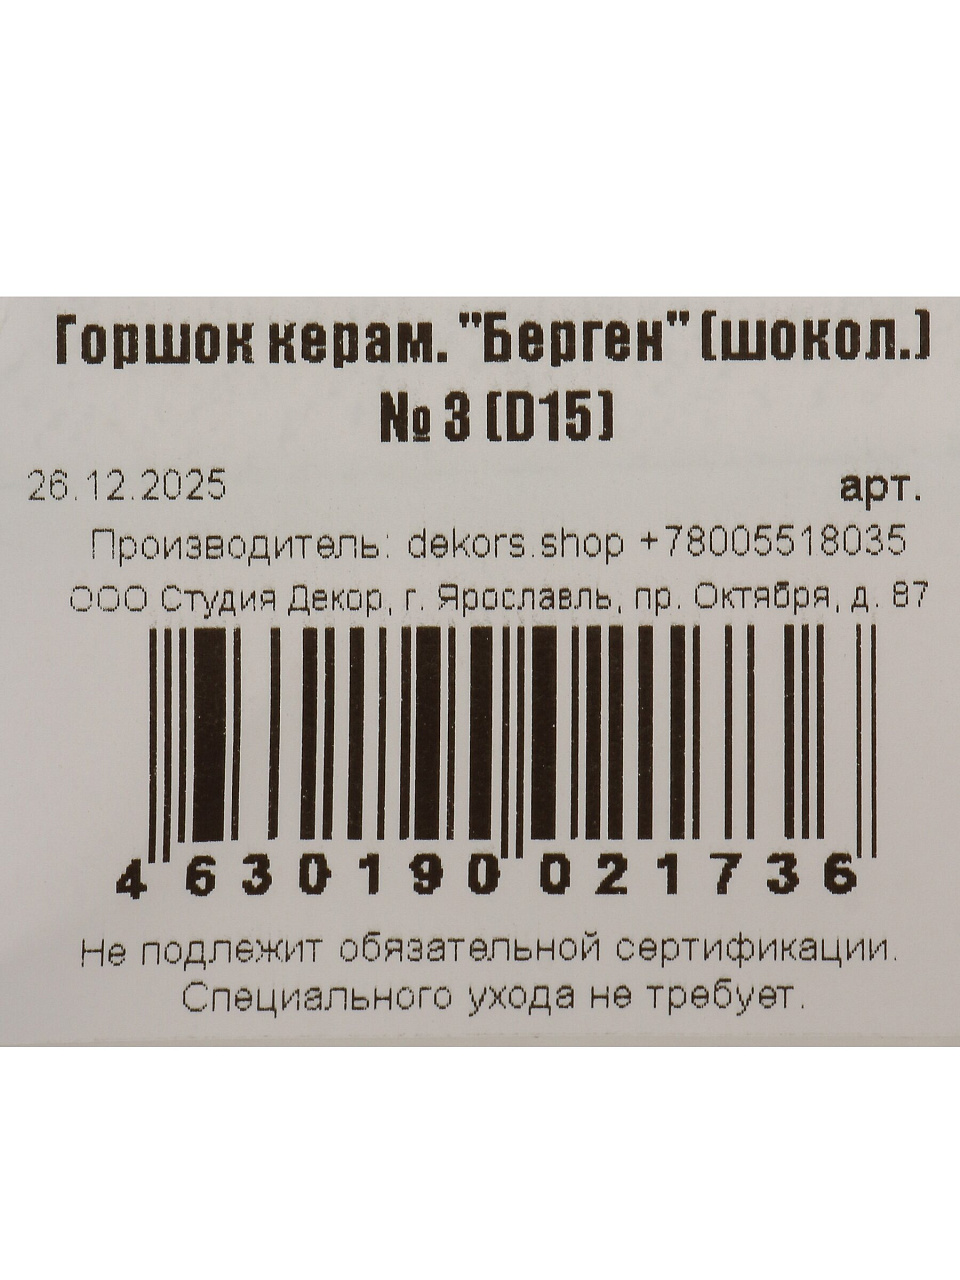 Горшок керам. "Берген" (шокол.)
№ 3 (D15)
26.12.2025 арт.
Производитель: dekors.shop +78005518035
ООО Студия Декор, г. Ярославль, пр. Октября, д. 87
4 630190 021736
Не подлежит обязательной сертификации.
Специального ухода не требует.